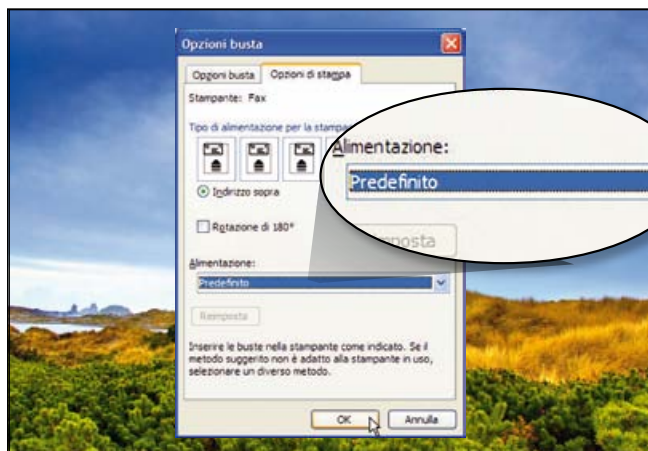 Opzioni busta
Opzioni busta
Opzioni di stampa
Stampante: Fax
Tipo di alimentazione per la
Indirizzo sopra
Rotazione di 180°
Alimentazione:
Predefinito
Alimentazione:
Predefinito
Reimposta
Inserire le buste nella stampante come indicato. Se il
metodo suggerito non è adatto alla stampante in uso,
selezionare un diverso metodo.
OK
Annulla